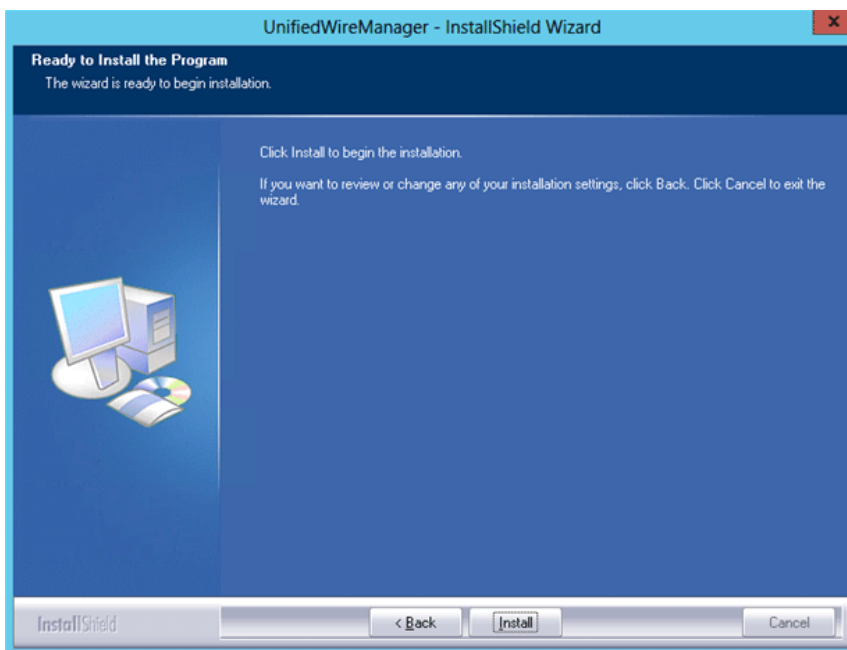 UnifiedWireManager - InstallShield Wizard
Ready to Install the Program
The wizard is ready to begin installation.
Click Install to begin the installation.
If you want to review or change any of your installation settings, click Back. Click Cancel to exit the
wizard.
InstallShield
< Back
Install
Cancel